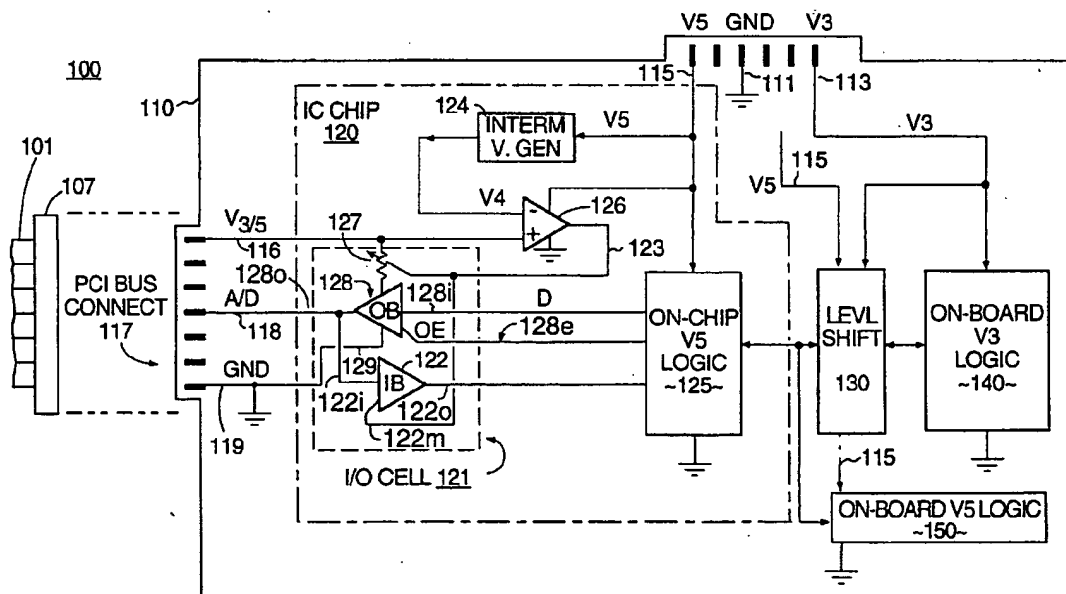 V5 GND V3
100
115
111
113
110
IC CHIP
120
124
INTERM
V. GEN
V5
V3
115
V5
101
107
V4
-
+
126
V3/5
116
127
123
128o
128
PCI BUS
CONNECT
117
A/D
118
OB
128i
D
OE
128e
ON-CHIP
V5
LOGIC
~125~
LEVL
SHIFT
130
ON-BOARD
V3
LOGIC
~140~
GND
119
129
122
IB
122i
122o
122m
I/O CELL 121
115
ON-BOARD V5 LOGIC
~150~